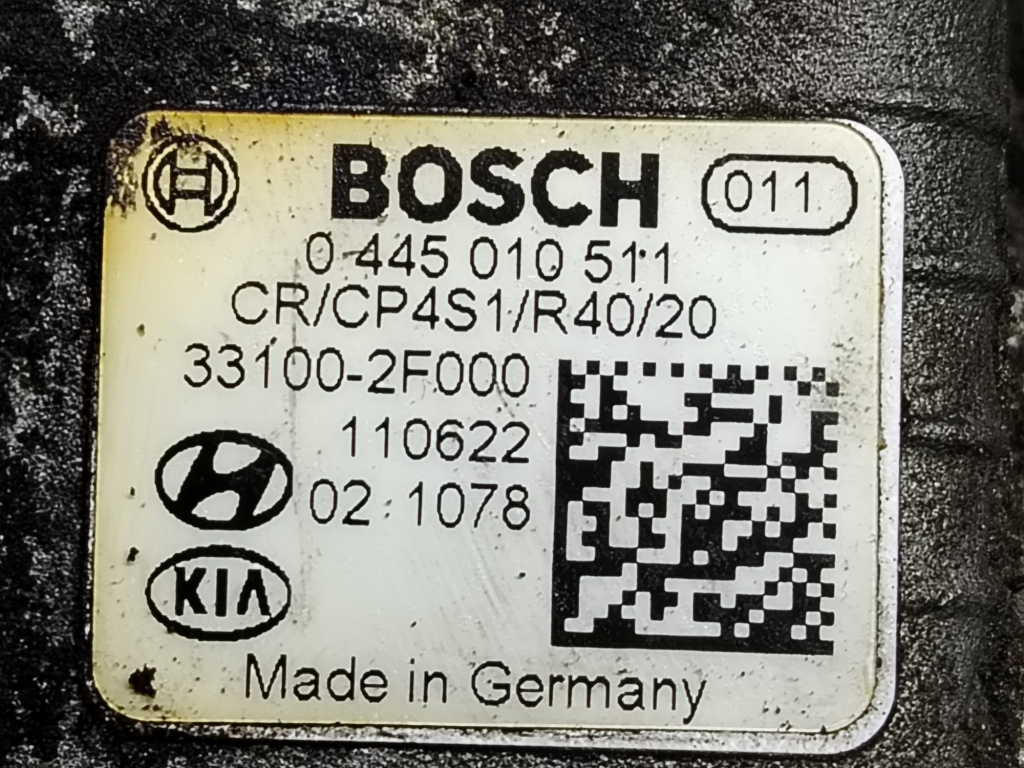 BOSCH 011
0 445 010 511
CR/CP4S1/R40/20
33100-2F000
110622
02 1078
KIA
Made in Germany